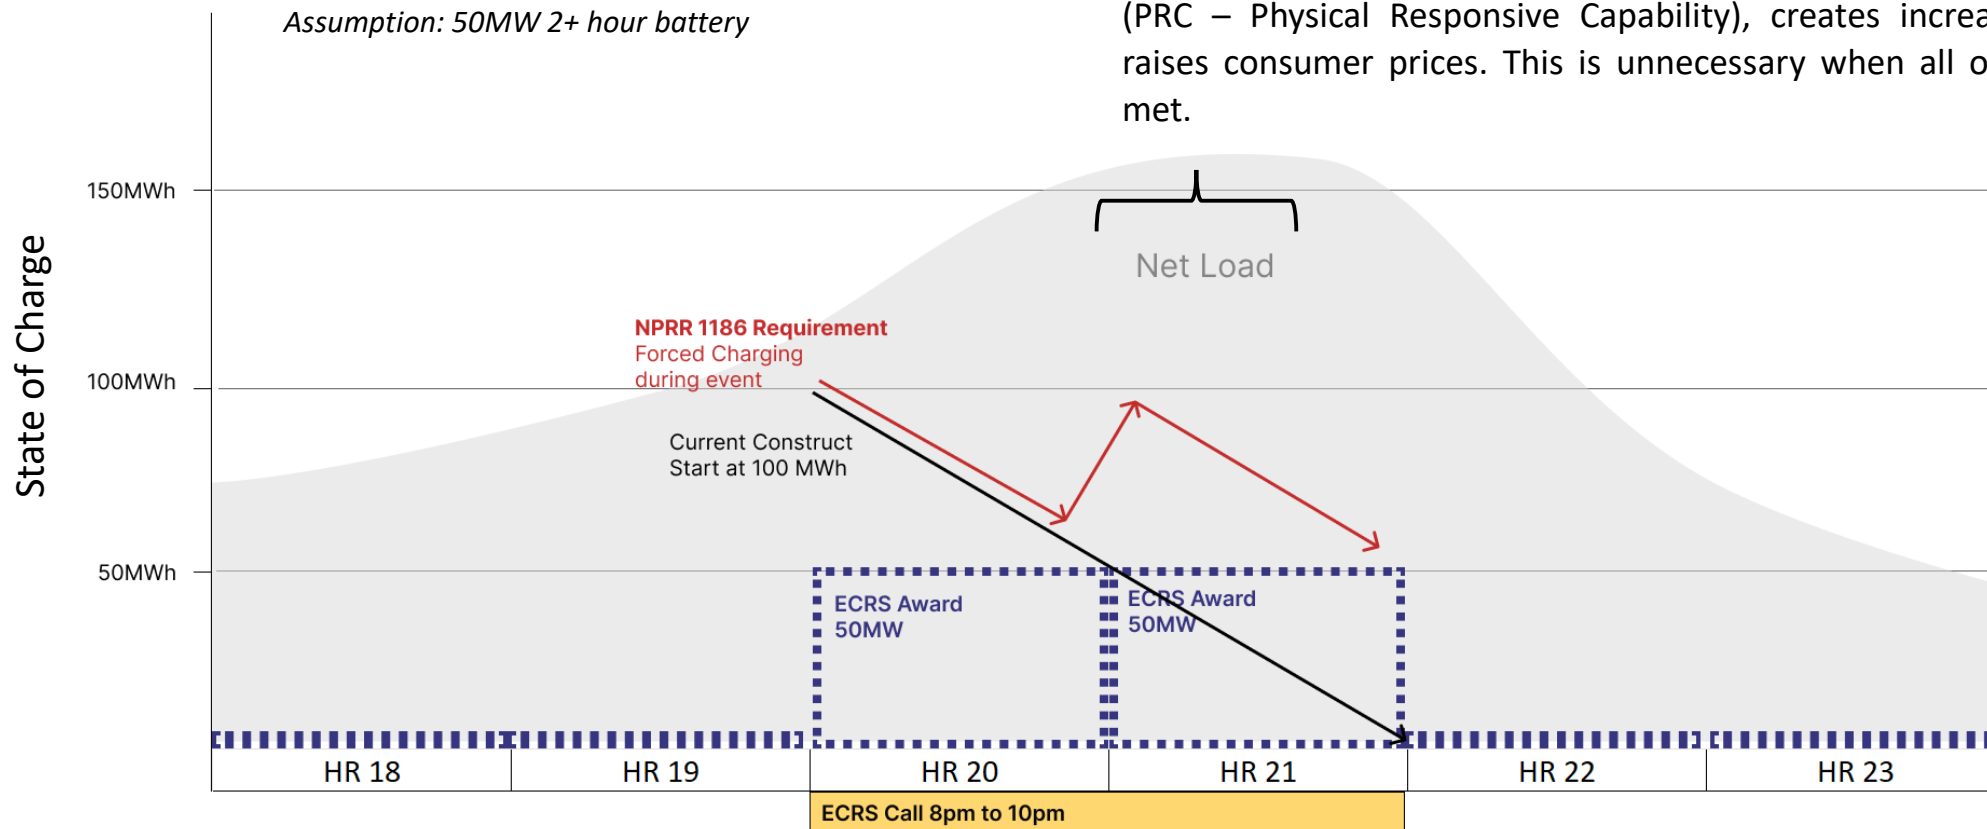 Assumption: 50MW 2+ hour battery
(PRC – Physical Responsive Capability), creates increa
raises consumer prices. This is unnecessary when all o
met.
State of Charge
150MWh
100MWh
50MWh
Net Load
NPRR 1186 Requirement
Forced Charging
during event
Current Construct
Start at 100 MWh
ECRS Award
50MW
ECRS Award
50MW
HR 18
HR 19
HR 20
HR 21
HR 22
HR 23
ECRS Call 8pm to 10pm